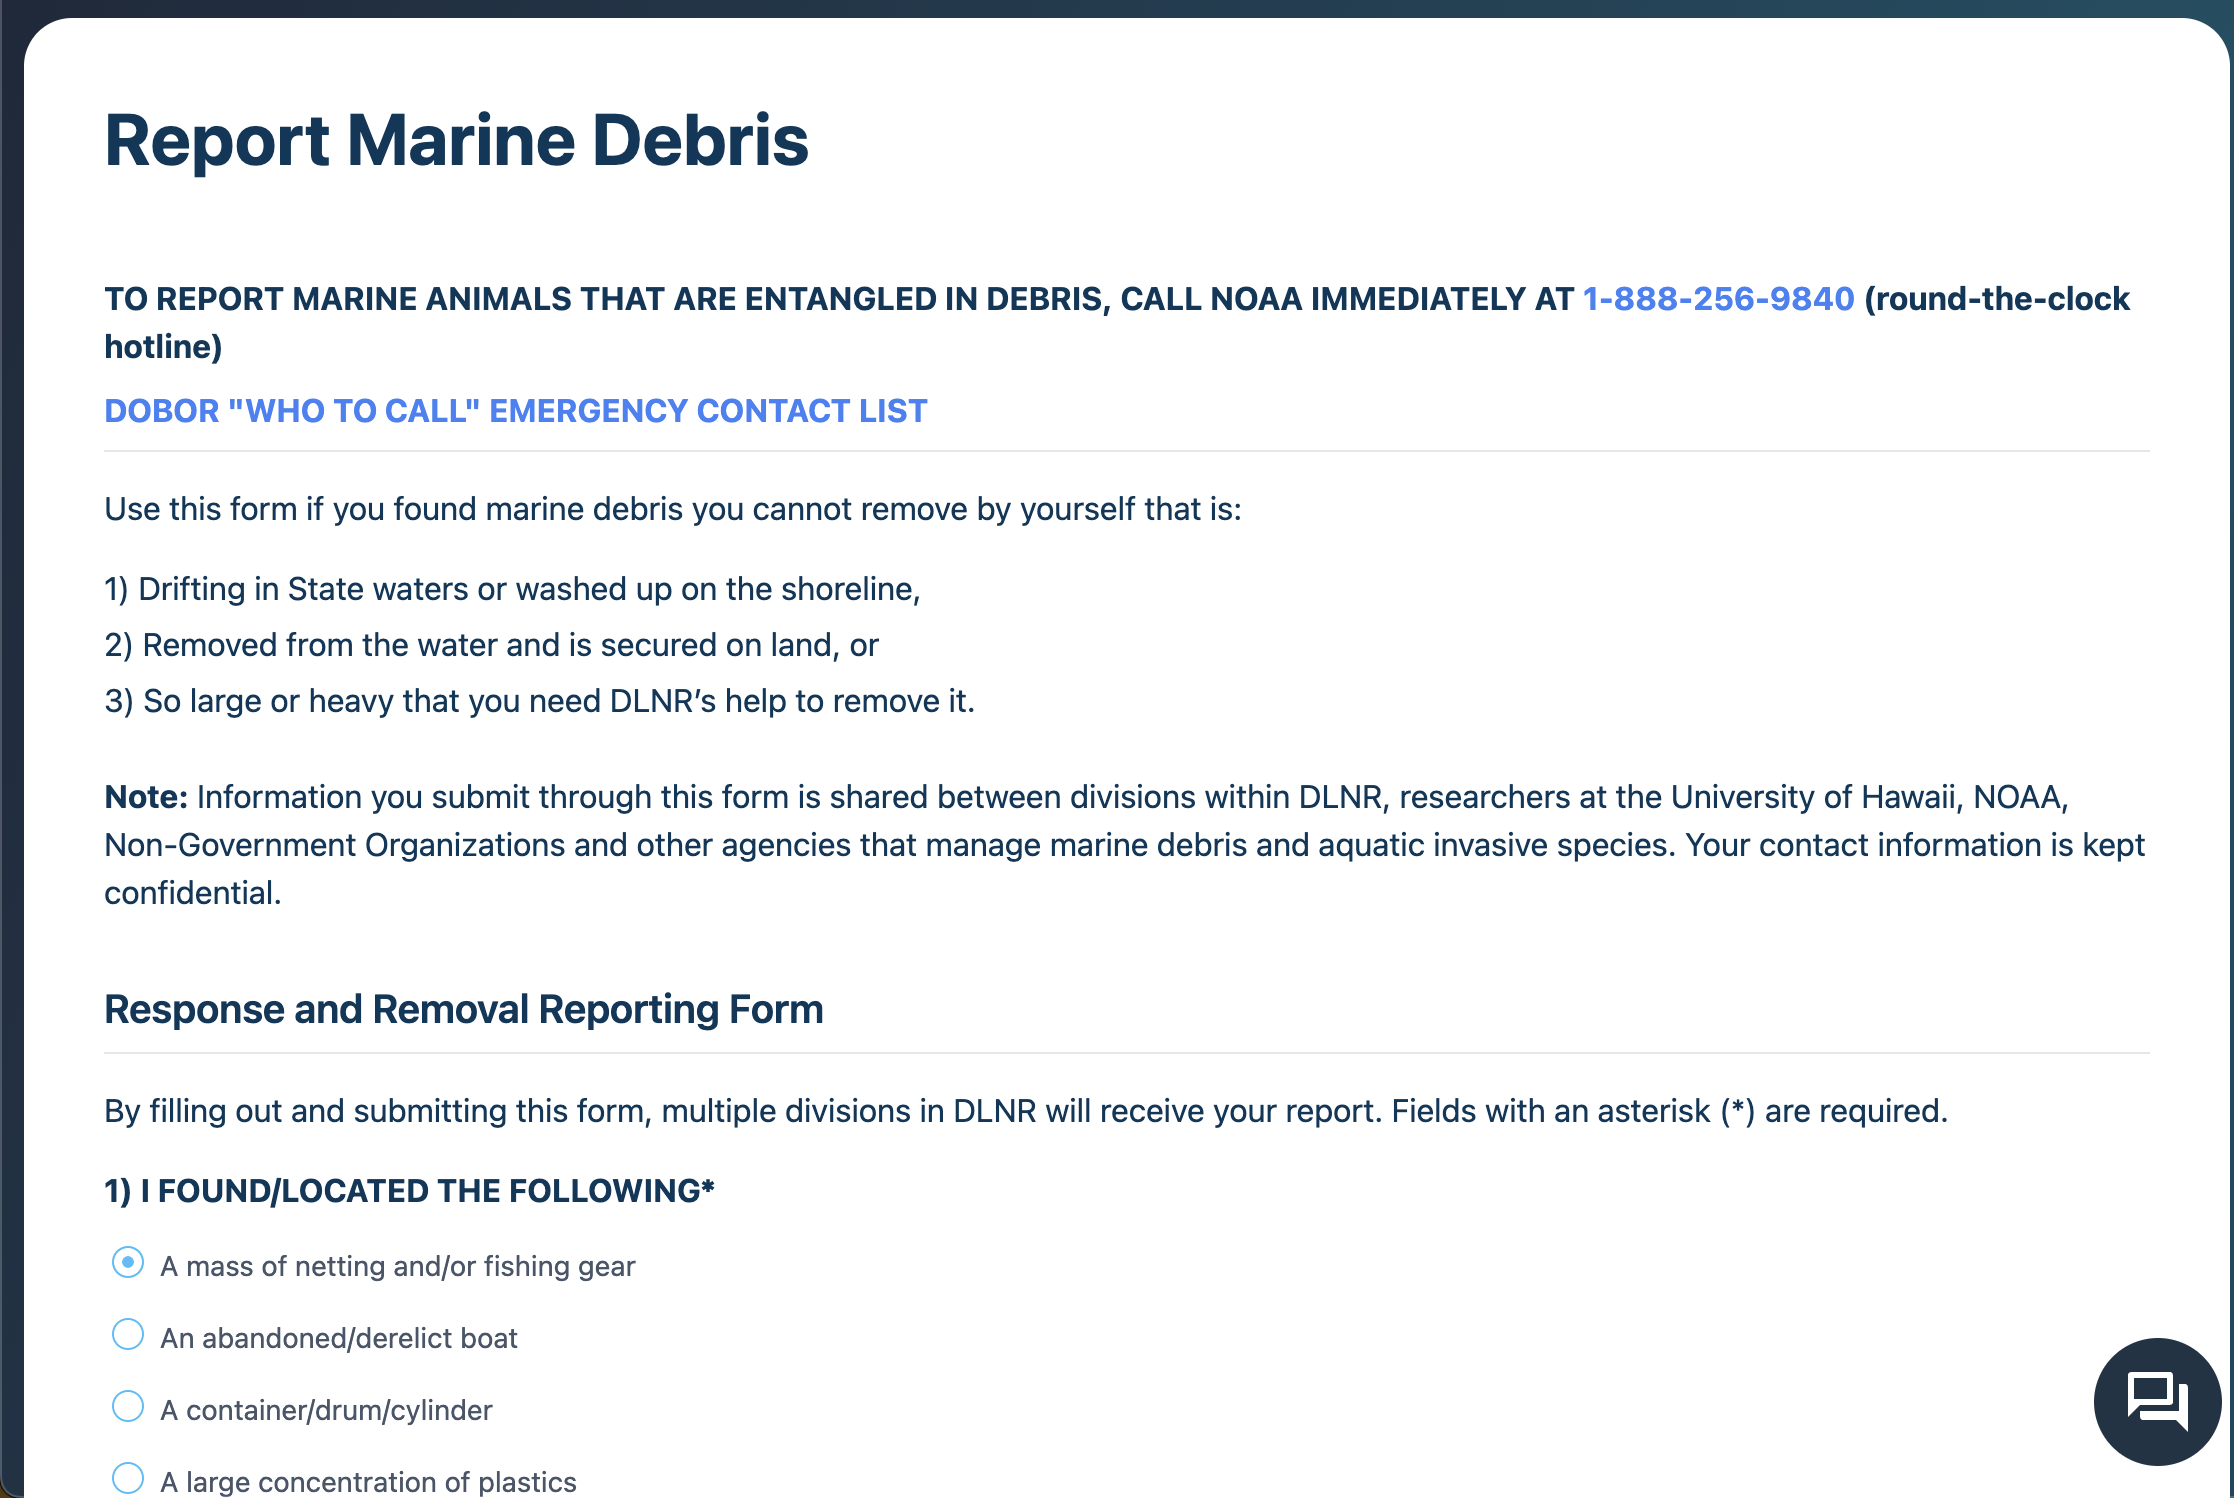 Report Marine Debris
TO REPORT MARINE ANIMALS THAT ARE ENTANGLED IN DEBRIS, CALL NOAA IMMEDIATELY AT 1-888-256-9840 (round-the-clock
hotline)
DOBOR "WHO TO CALL" EMERGENCY CONTACT LIST
Use this form if you found marine debris you cannot remove by yourself that is:
1) Drifting in State waters or washed up on the shoreline,
2) Removed from the water and is secured on land, or
3) So large or heavy that you need DLNR’s help to remove it.
Note: Information you submit through this form is shared between divisions within DLNR, researchers at the University of Hawaii, NOAA,
Non-Government Organizations and other agencies that manage marine debris and aquatic invasive species. Your contact information is kept
confidential.
Response and Removal Reporting Form
By filling out and submitting this form, multiple divisions in DLNR will receive your report. Fields with an asterisk (*) are required.
1) I FOUND/LOCATED THE FOLLOWING*
A mass of netting and/or fishing gear
An abandoned/derelict boat
A container/drum/cylinder
A large concentration of plastics